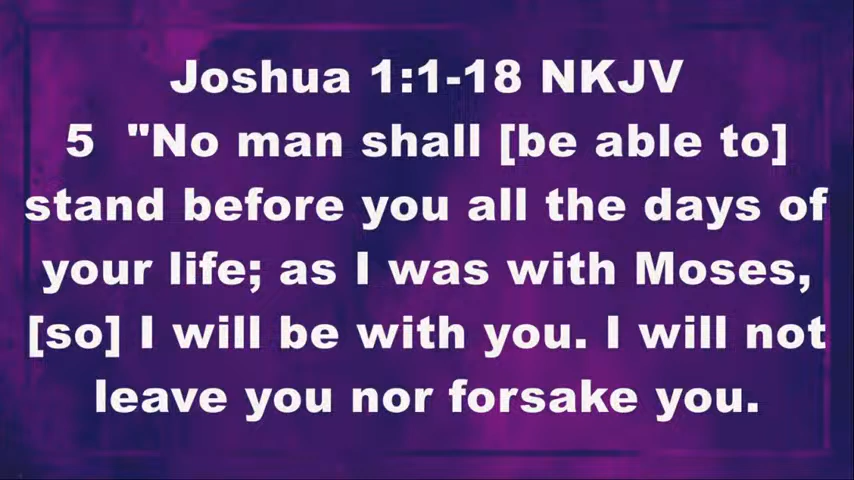 Joshua 1:1-18 NKJV
5 "No man shall [be able to]
stand before you all the days of
your life; as I was with Moses,
[so] I will be with you. I will not
leave you nor forsake you.